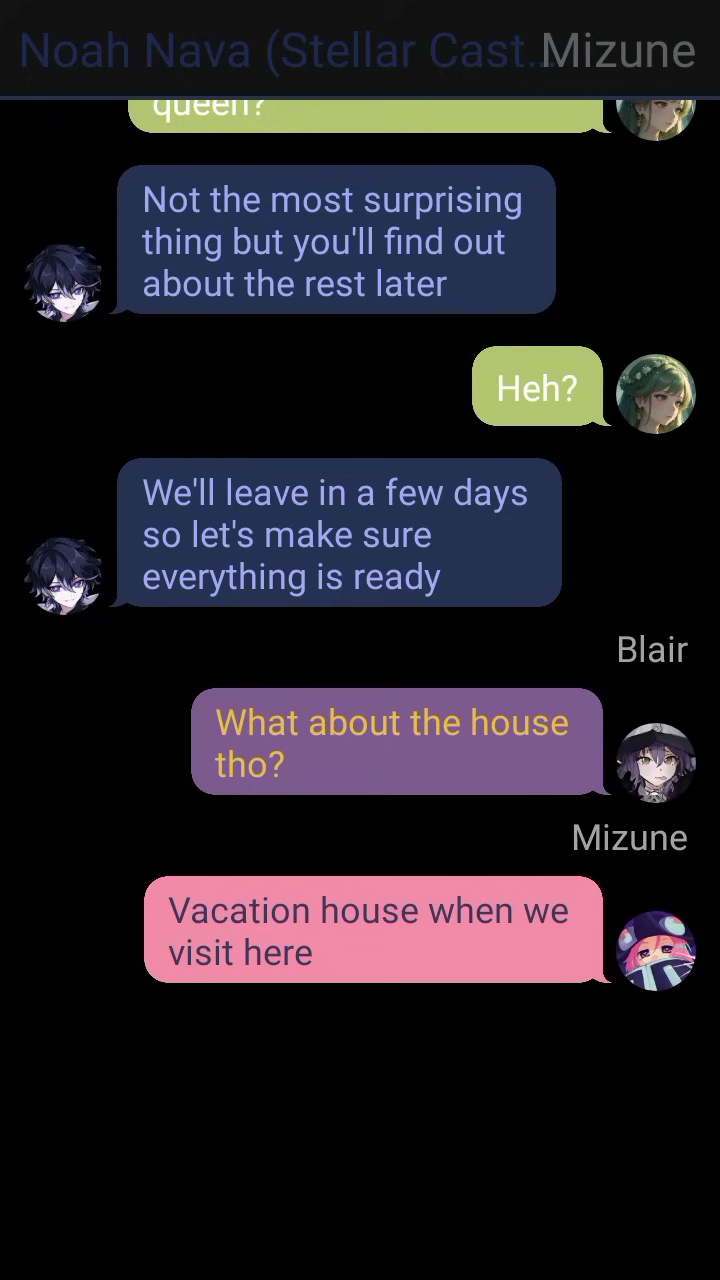 Noah Nava (Stellar Cast... Mizune
queen?
Not the most surprising
thing but you'll find out
about the rest later
Heh?
We'll leave in a few days
so let's make sure
everything is ready
Blair
What about the house
tho?
Mizune
Vacation house when we
visit here